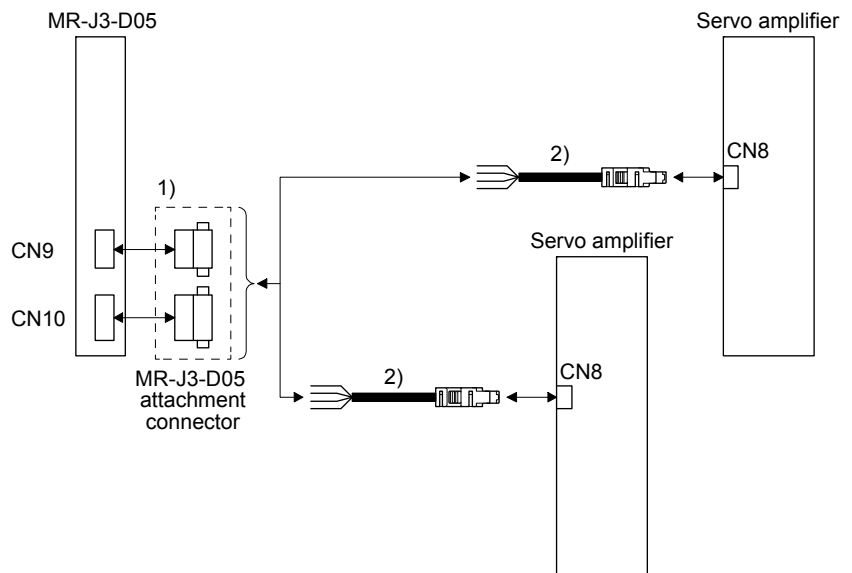 MR-J3-D05
Servo amplifier
2)
CN8
1)
Servo amplifier
CN9
CN10
CN8
MR-J3-D05
attachment
connector
2)